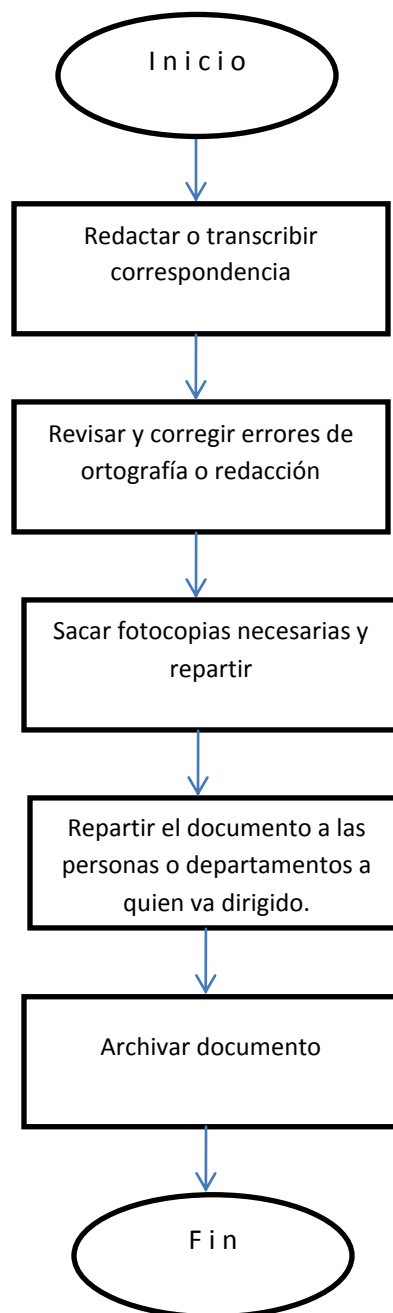 I n i c i o
Redactar o transcribir
correspondencia
Revisar y corregir errores de
ortografía o redacción
Sacar fotocopias necesarias y
repartir
Repartir el documento a las
personas o departamentos a
quien va dirigido.
Archivar documento
F i n